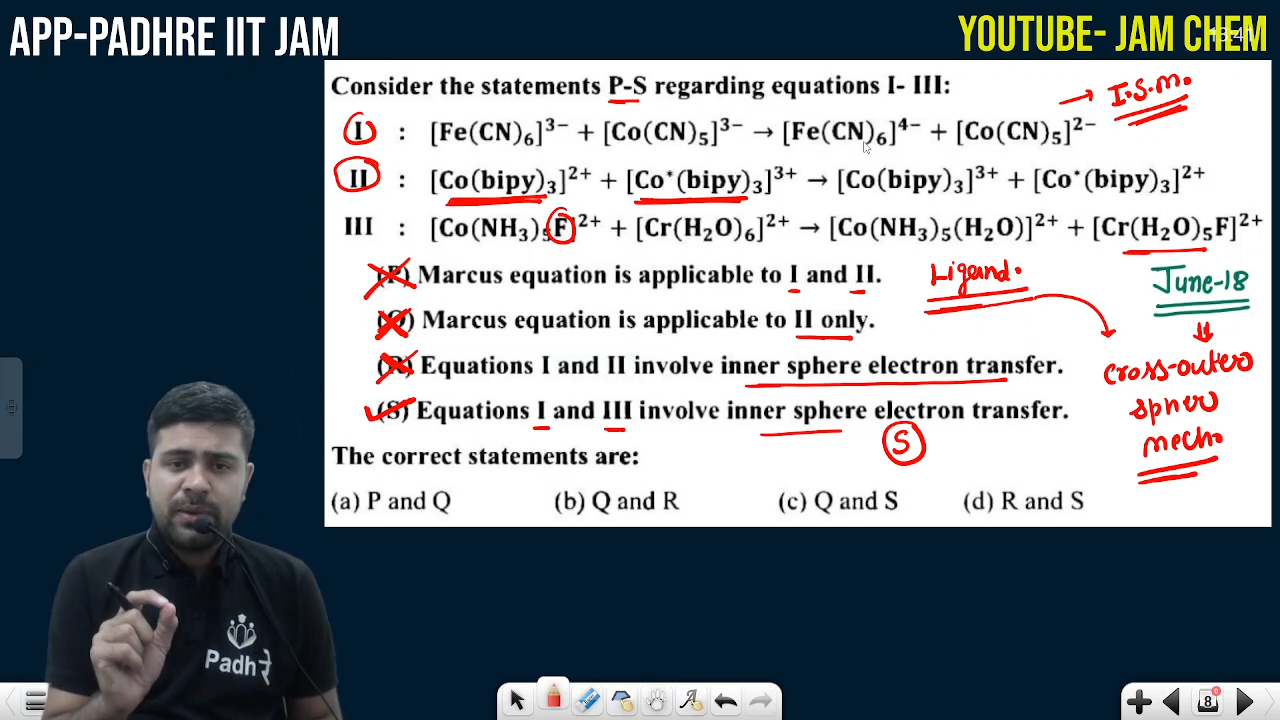 APP-PADHRE IIT JAM
YOUTUBE- JAM CHEM
Consider the statements P-S regarding equations I- III:
→ I.S.M.
I : [Fe(CN)₆]³⁻ + [Co(CN)₅]³⁻ → [Fe(CN)₆]⁴⁻ + [Co(CN)₅]²⁻
II : [Co(bipy)₃]²⁺ + [Co*(bipy)₃]³⁺ → [Co(bipy)₃]³⁺ + [Co*(bipy)₃]²⁺
III : [Co(NH₃)₅F]²⁺ + [Cr(H₂O)₆]²⁺ → [Co(NH₃)₅(H₂O)]²⁺ + [Cr(H₂O)₅F]²⁺
(P) Marcus equation is applicable to I and II.
Ligand.
June-18
(Q) Marcus equation is applicable to II only.
(R) Equations I and II involve inner sphere electron transfer.
Cross-outer
sphere
mech
(S) Equations I and III involve inner sphere electron transfer.
S
The correct statements are:
(a) P and Q (b) Q and R (c) Q and S (d) R and S
Padhरे
8